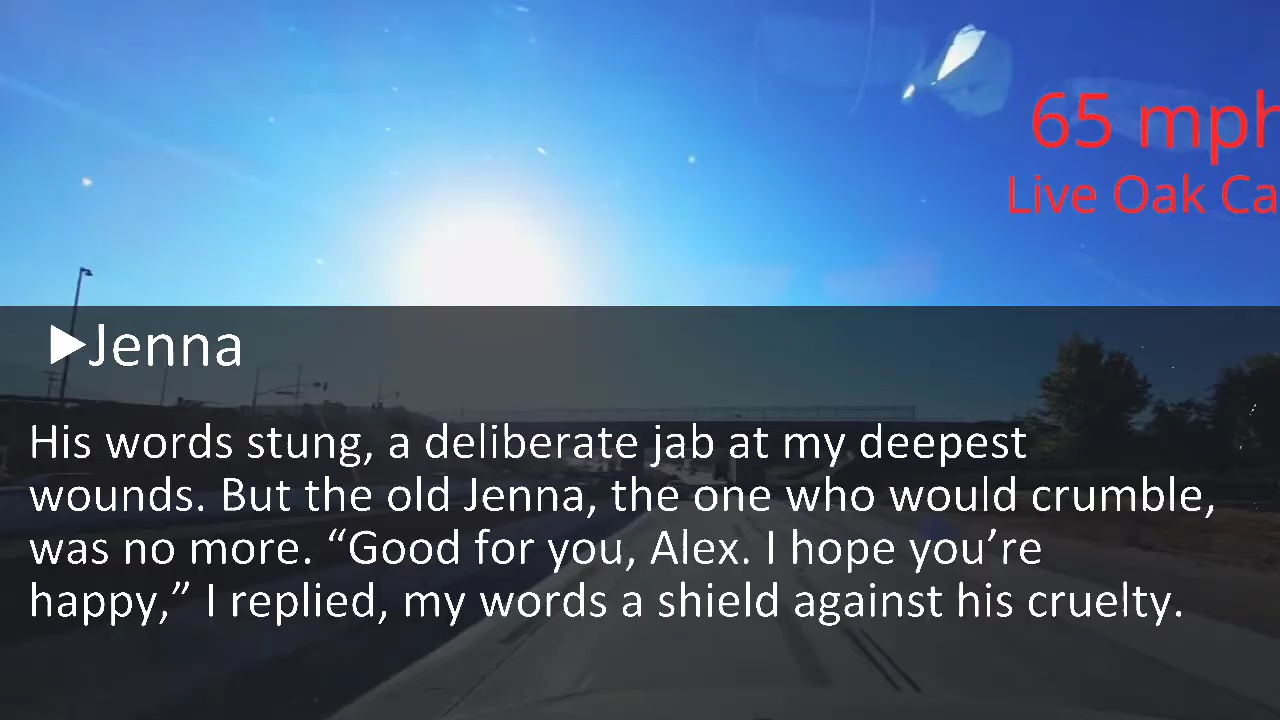 65 mph
Live Oak Ca
▶Jenna
His words stung, a deliberate jab at my deepest
wounds. But the old Jenna, the one who would crumble,
was no more. “Good for you, Alex. I hope you’re
happy,” I replied, my words a shield against his cruelty.